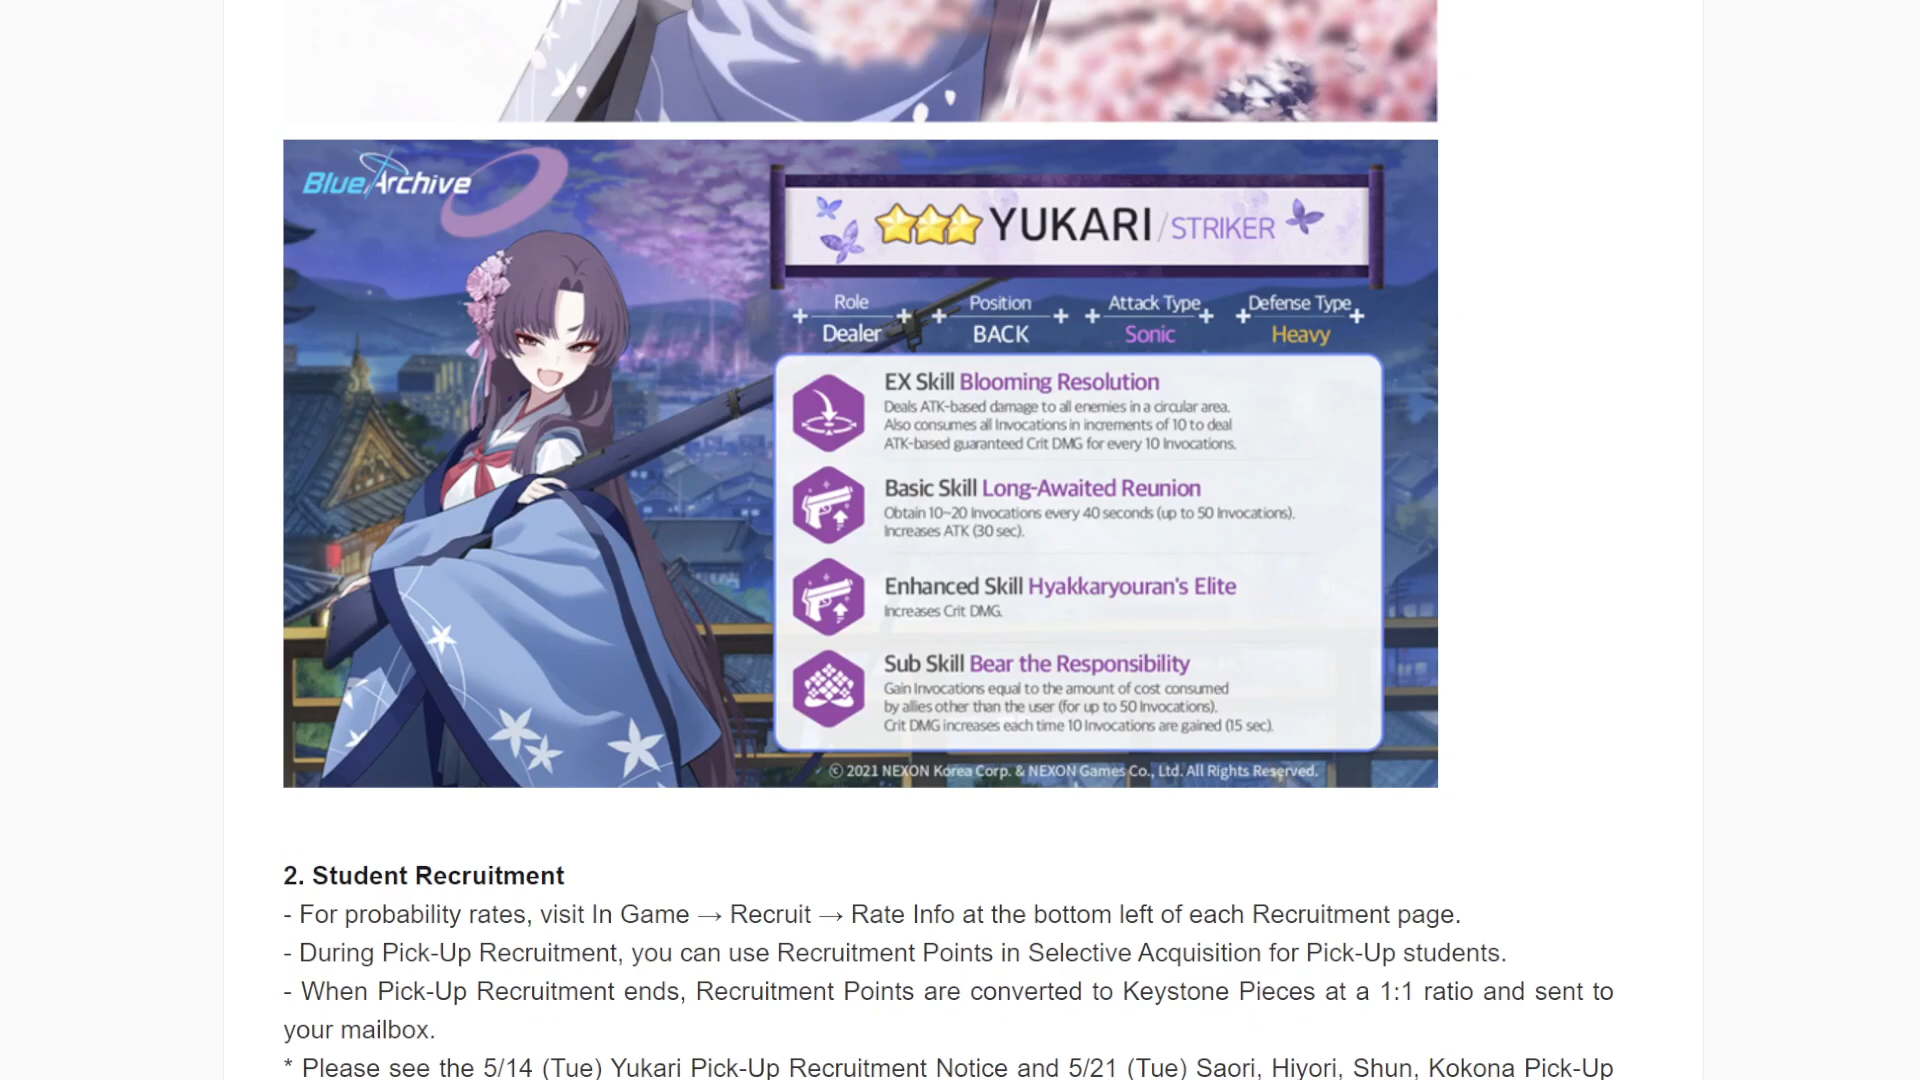 Blue Archive
YUKARI/STRIKER
Role Position Attack Type Defense Type
Dealer BACK Sonic Heavy
EX Skill Blooming Resolution
Deals ATK-based damage to all enemies in a circular area.
Also consumes all Invocations in increments of 10 to deal
ATK-based guaranteed Crit DMG for every 10 Invocations.
Basic Skill Long-Awaited Reunion
Obtain 10~20 Invocations every 40 seconds (up to 50 Invocations).
Increases ATK (30 sec).
Enhanced Skill Hyakkaryouran's Elite
Increases Crit DMG.
Sub Skill Bear the Responsibility
Gain Invocations equal to the amount of cost consumed
by allies other than the user (for up to 50 Invocations).
Crit DMG increases each time 10 Invocations are gained (15 sec).
ⓒ 2021 NEXON Korea Corp. & NEXON Games Co., Ltd. All Rights Reserved.
2. Student Recruitment
- For probability rates, visit In Game → Recruit → Rate Info at the bottom left of each Recruitment page.
- During Pick-Up Recruitment, you can use Recruitment Points in Selective Acquisition for Pick-Up students.
- When Pick-Up Recruitment ends, Recruitment Points are converted to Keystone Pieces at a 1:1 ratio and sent to
your mailbox.
* Please see the 5/14 (Tue) Yukari Pick-Up Recruitment Notice and 5/21 (Tue) Saori, Hiyori, Shun, Kokona Pick-Up